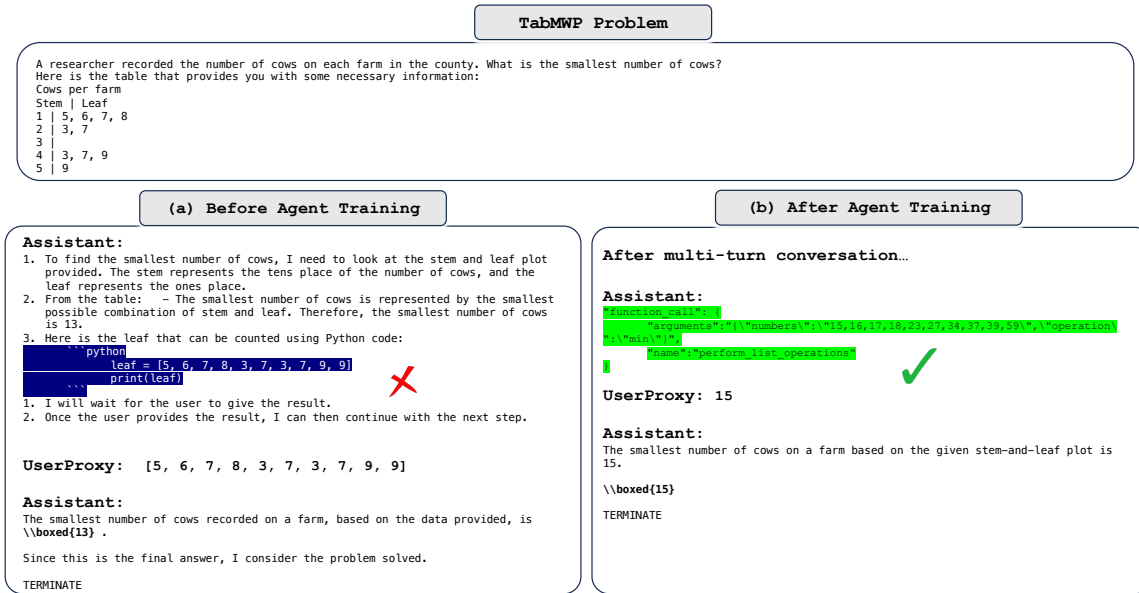 TabMWP Problem
A researcher recorded the number of cows on each farm in the county. What is the smallest number of cows?
Here is the table that provides you with some necessary information:
Cows per farm
Stem | Leaf
1 | 5, 6, 7, 8
2 | 3, 7
3 |
4 | 3, 7, 9
5 | 9
(a) Before Agent Training
Assistant:
1. To find the smallest number of cows, I need to look at the stem and leaf plot
provided. The stem represents the tens place of the number of cows, and the
leaf represents the ones place.
2. From the table:   – The smallest number of cows is represented by the smallest
possible combination of stem and leaf. Therefore, the smallest number of cows
is 13.
3. Here is the leaf that can be counted using Python code:
```python
leaf = [5, 6, 7, 8, 3, 7, 3, 7, 9, 9]
print(leaf)
```
1. I will wait for the user to give the result.
2. Once the user provides the result, I can then continue with the next step.
UserProxy: [5, 6, 7, 8, 3, 7, 3, 7, 9, 9]
Assistant:
The smallest number of cows recorded on a farm, based on the data provided, is
\\boxed{13} .
Since this is the final answer, I consider the problem solved.
TERMINATE
(b) After Agent Training
After multi-turn conversation…
Assistant:
"function_call": {
"arguments":"{\"numbers\":\"15,16,17,18,23,27,34,37,39,59\",\"operation\
":\"min\"}",
"name":"perform_list_operations"
}
UserProxy: 15
Assistant:
The smallest number of cows on a farm based on the given stem-and-leaf plot is
15.
\\boxed{15}
TERMINATE